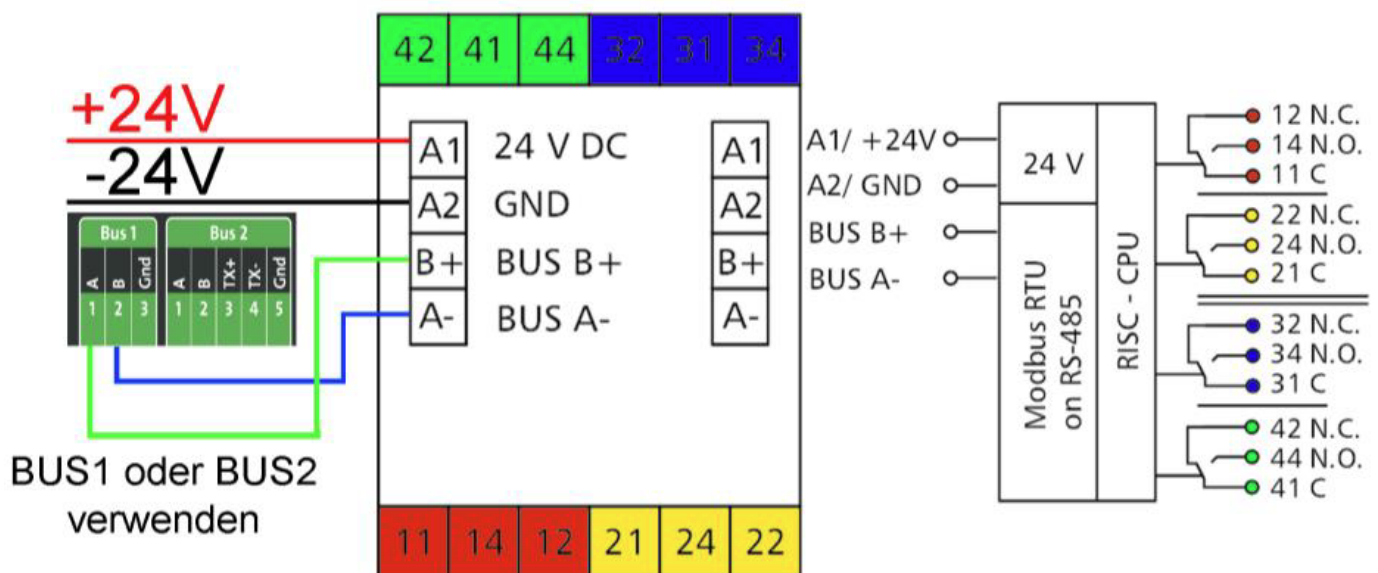 42 41 44 32 31 34
+24V
-24V
Bus 1 Bus 2
A B Gnd A B TX+ TX- Gnd
1 2 3 1 2 3 4 5
BUS1 oder BUS2
verwenden
A1 24 V DC A1
A2 GND A2
B+ BUS B+ B+
A- BUS A- A-
11 14 12 21 24 22
A1/ +24V
A2/ GND
BUS B+
BUS A-
24 V
Modbus RTU
on RS-485
RISC - CPU
12 N.C.
14 N.O.
11 C
22 N.C.
24 N.O.
21 C
32 N.C.
34 N.O.
31 C
42 N.C.
44 N.O.
41 C